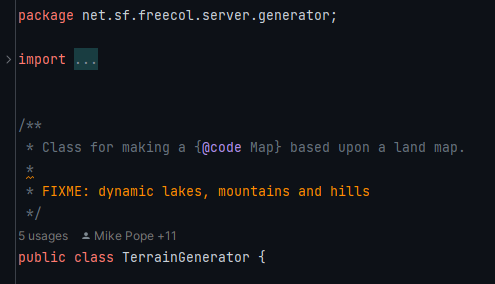 package net.sf.freecol.server.generator;
import ...
/**
* Class for making a {@code Map} based upon a land map.
*
* FIXME: dynamic lakes, mountains and hills
*/
5 usages Mike Pope +11
public class TerrainGenerator {